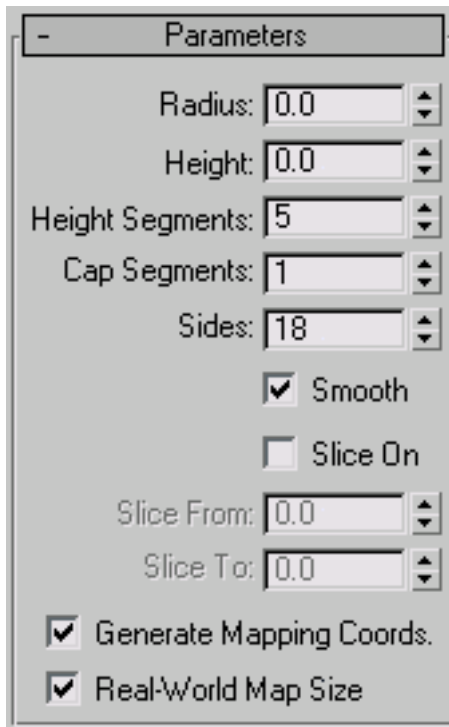 - Parameters
Radius: 0.0
Height: 0.0
Height Segments: 5
Cap Segments: 1
Sides: 18
Smooth
Slice On
Slice From: 0.0
Slice To: 0.0
Generate Mapping Coords.
Real-World Map Size